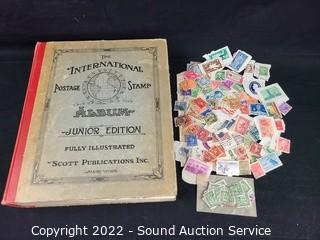 The
International
Postage Stamp
Album
Junior Edition
Fully Illustrated
Scott Publications Inc.
Copyright 2022 - Sound Auction Service